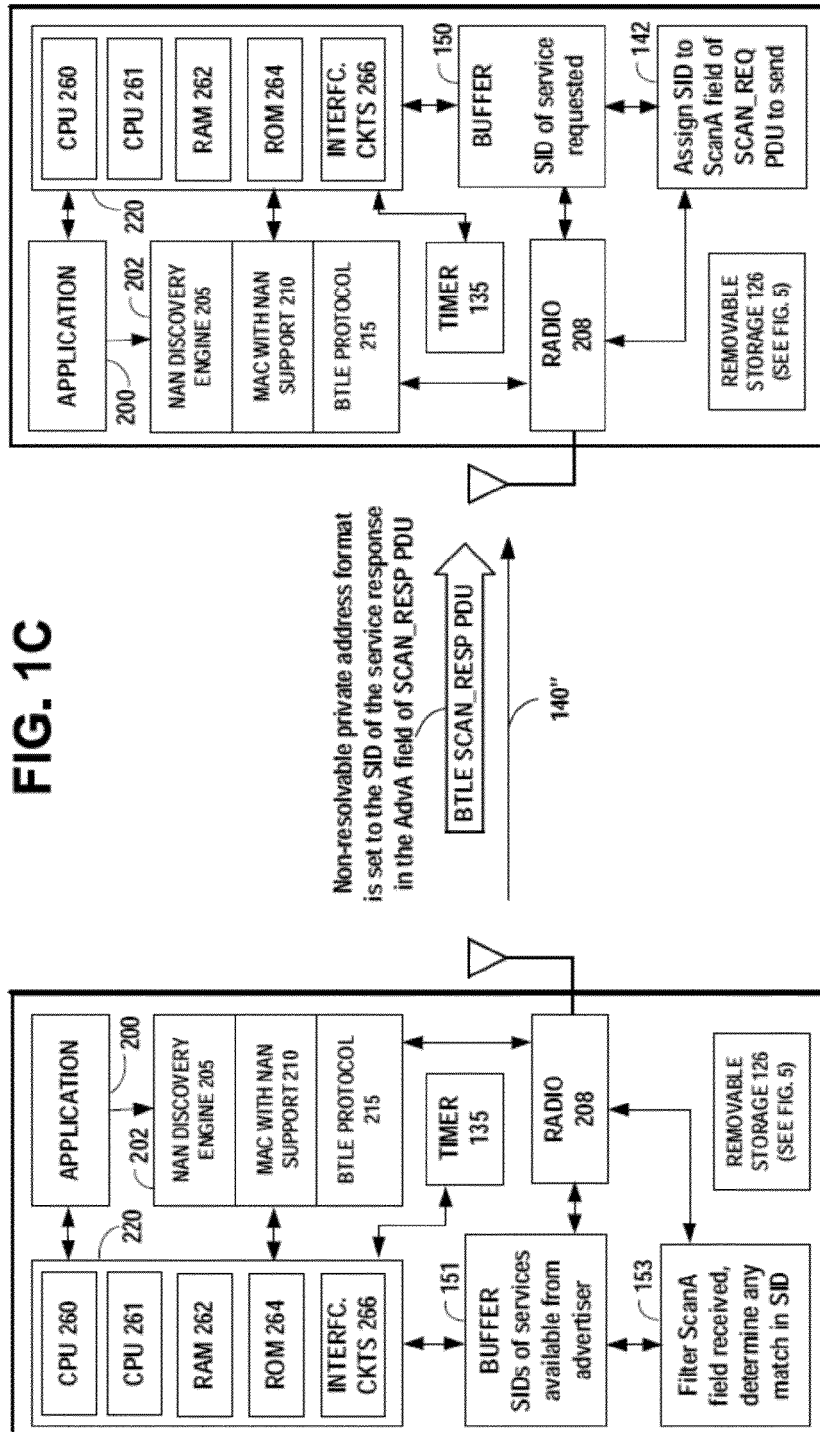 FIG. 1C
CPU 260
CPU 261
RAM 262
ROM 264
INTERFC.
CKTS 266
220
APPLICATION
200
202
NAN DISCOVERY
ENGINE 205
MAC WITH NAN
SUPPORT 210
BTLE PROTOCOL
215
TIMER
135
BUFFER
SIDs of services
available from
advertiser
151
RADIO
208
Filter ScanA
field received,
determine any
match in SID
153
REMOVABLE
STORAGE 126
(SEE FIG. 5)
Non-resolvable private address format
is set to the SID of the service response
in the AdvA field of SCAN_RESP PDU
BTLE SCAN_RESP PDU
140"
APPLICATION
200
202
NAN DISCOVERY
ENGINE 205
MAC WITH NAN
SUPPORT 210
BTLE PROTOCOL
215
220
CPU 260
CPU 261
RAM 262
ROM 264
INTERFC.
CKTS 266
TIMER
135
RADIO
208
BUFFER
SID of service
requested
150
Assign SID to
ScanA field of
SCAN_REQ
PDU to send
142
REMOVABLE
STORAGE 126
(SEE FIG. 5)